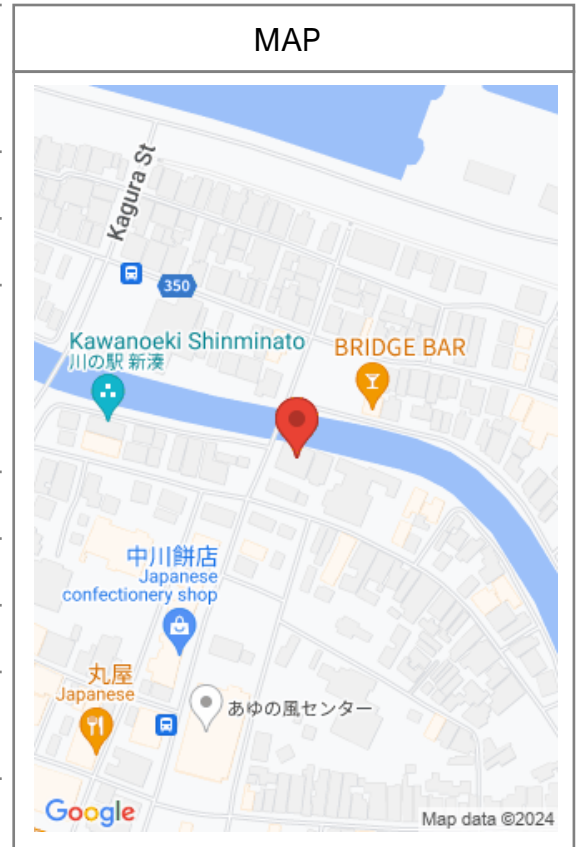 MAP
Kagura St
350
Kawanoeki Shinminato
川の駅 新湊
BRIDGE BAR
中川餅店
Japanese
confectionery shop
丸屋
Japanese
あゆの風センター
Google
Map data ©2024